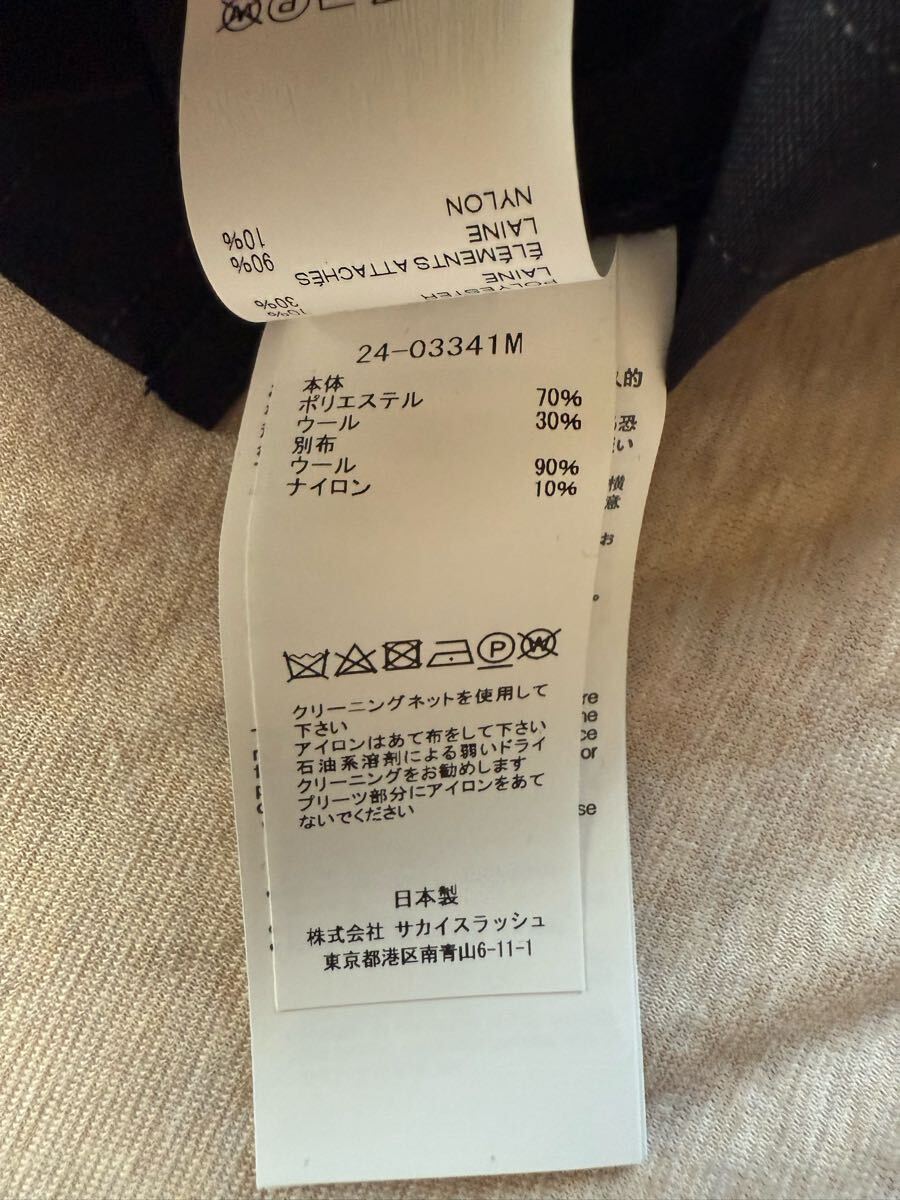 NYLON 10%
LAINE 90%
ÉLÉMENTS ATTACHÉS
LAINE 30%
POLYESTER
24-03341M
本体
ポリエステル 70%
ウール 30%
別布
ウール 90%
ナイロン 10%
クリーニングネットを使用して
下さい
アイロンはあて布をして下さい
石油系溶剤による弱いドライ
クリーニングをお勧めします
プリーツ部分にアイロンをあて
ないでください
日本製
株式会社 サカイスラッシュ
東京都港区南青山6-11-1